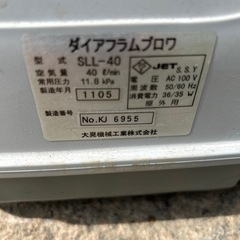 ダイアフラムブロワ
型式 SLL-40
空気量 40 ℓ/min
常用圧力 11.8 kPa
製造年月 1105
製造番号 No.KJ 6955
JET S.S.Y
電圧 AC 100 V
周波数 50/60 Hz
消費電力 36/35 W
屋外用
大晃機械工業株式会社